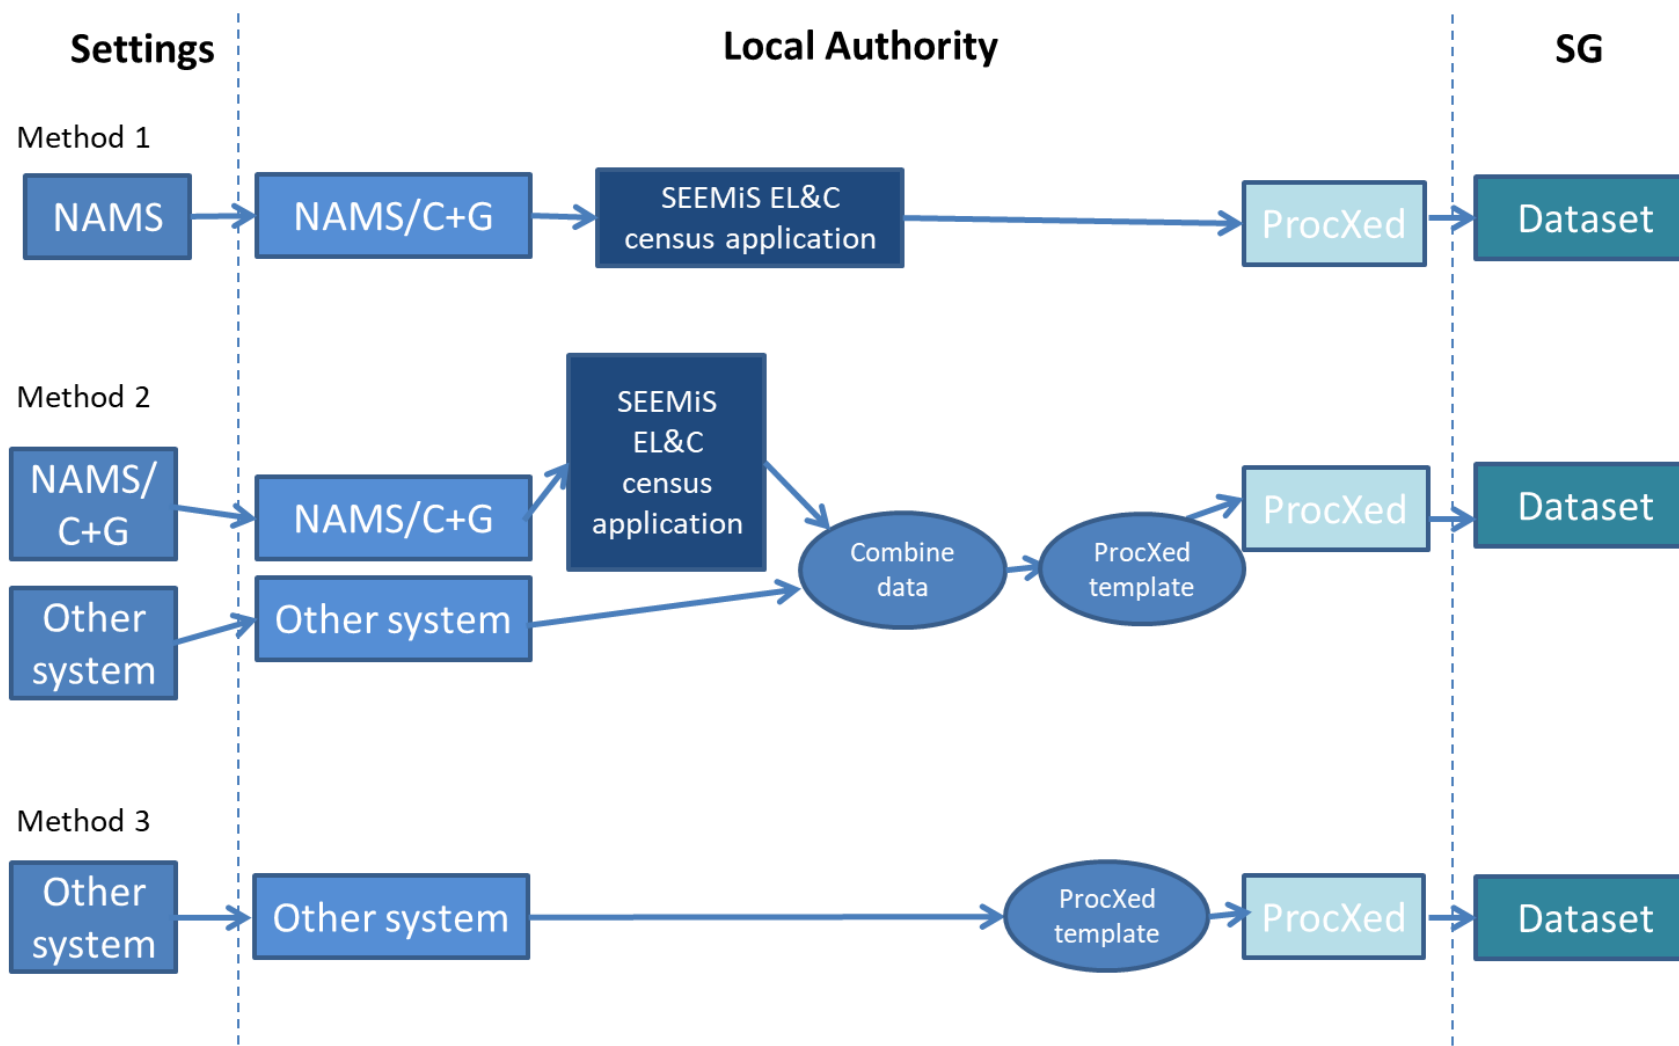 Settings
Local Authority
SG
Method 1
NAMS
NAMS/C+G
SEEMiS EL&C
census application
ProcXed
Dataset
Method 2
NAMS/
C+G
NAMS/C+G
SEEMiS
EL&C
census
application
Combine
data
ProcXed
template
ProcXed
Dataset
Other
system
Other system
Method 3
Other
system
Other system
ProcXed
template
ProcXed
Dataset